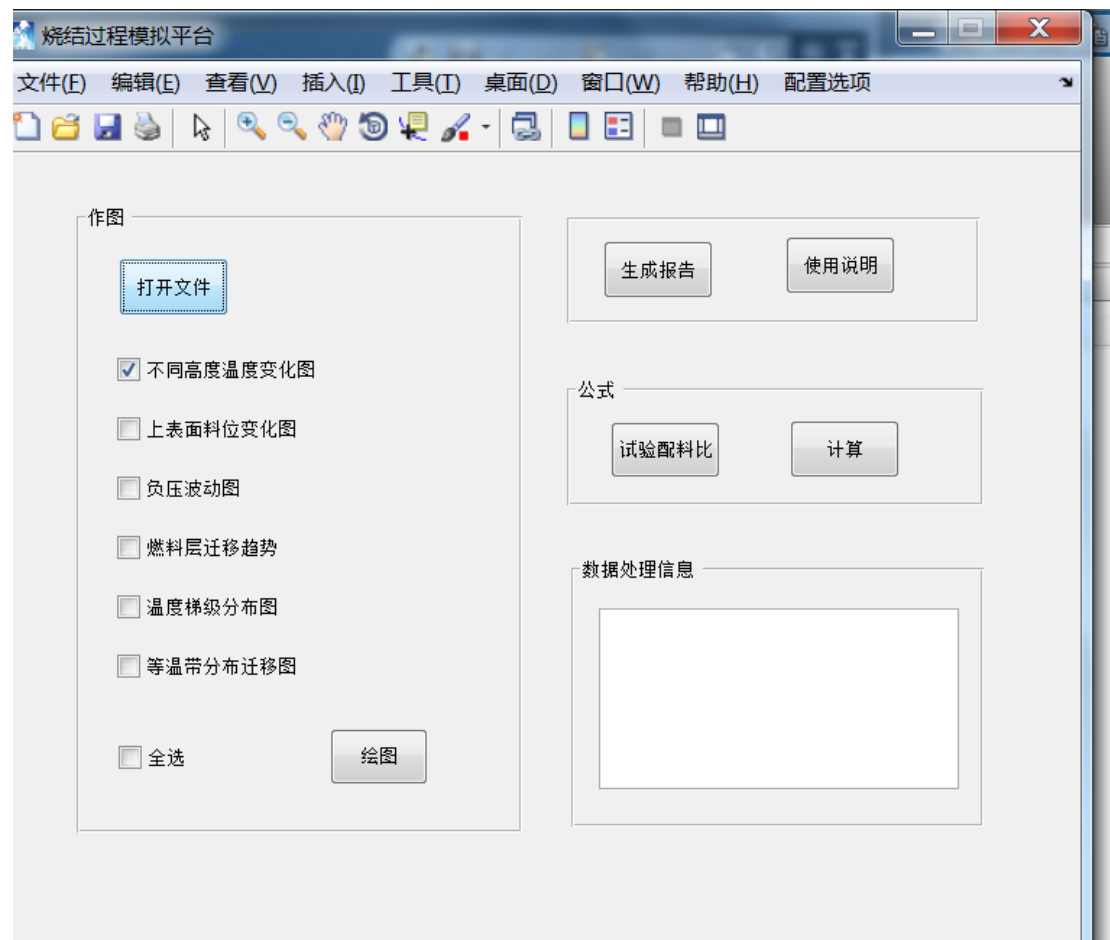 烧结过程模拟平台
文件(F) 编辑(E) 查看(V) 插入(I) 工具(T) 桌面(D) 窗口(W) 帮助(H) 配置选项
作图
打开文件
不同高度温度变化图
上表面料位变化图
负压波动图
燃料层迁移趋势
温度梯级分布图
等温带分布迁移图
全选
绘图
生成报告
使用说明
公式
试验配料比
计算
数据处理信息